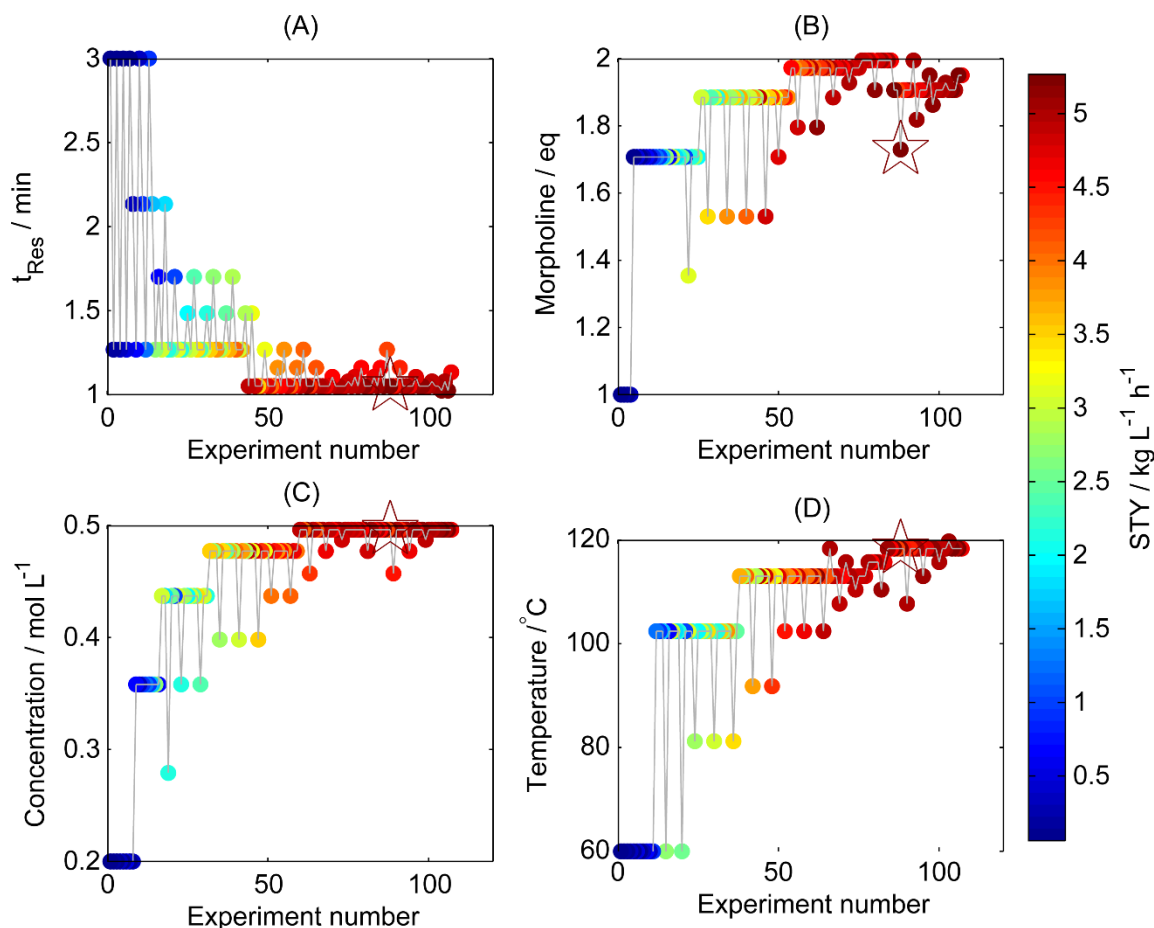 (A)
3
2.5
2
1.5
1
t_Res / min
0 50 100
Experiment number
(B)
2
1.8
1.6
1.4
1.2
1
Morpholine / eq
0 50 100
Experiment number
(C)
0.5
0.4
0.3
0.2
Concentration / mol L⁻¹
0 50 100
Experiment number
(D)
120
100
80
60
Temperature /°C
0 50 100
Experiment number
5
4.5
4
3.5
3
2.5
2
1.5
1
0.5
STY / kg L⁻¹ h⁻¹